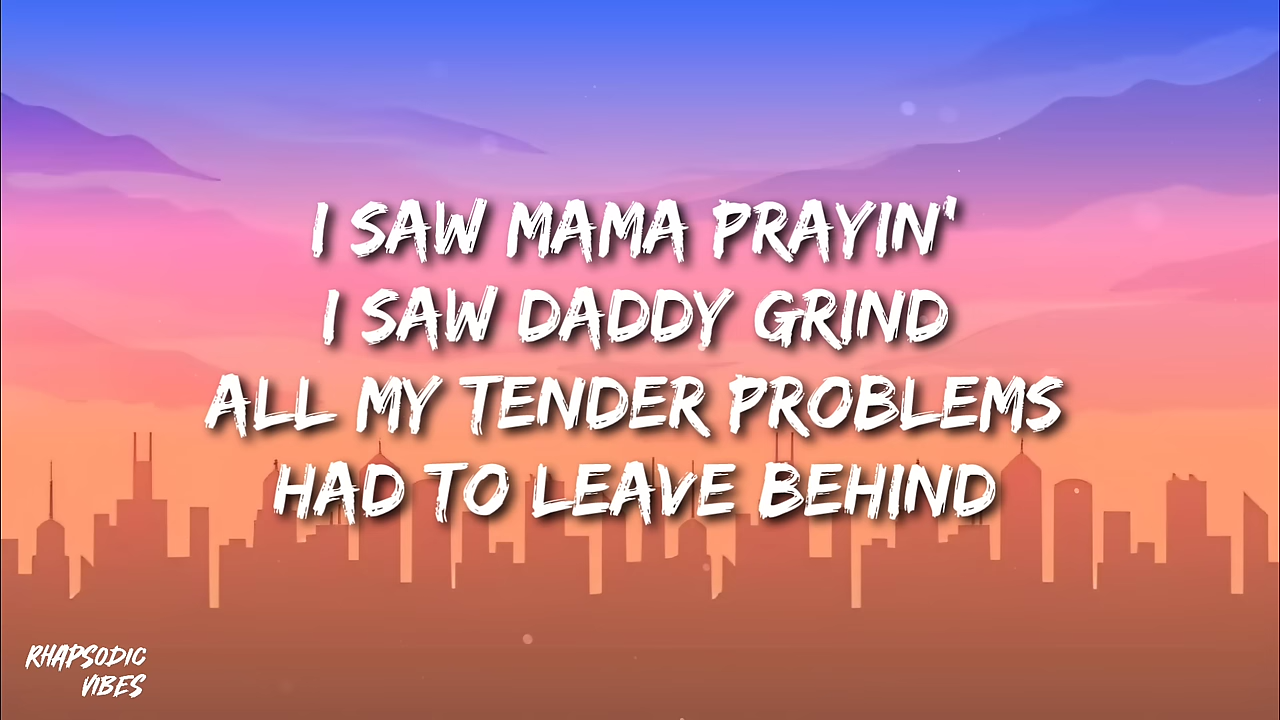 I SAW MAMA PRAYIN'
I SAW DADDY GRIND
ALL MY TENDER PROBLEMS
HAD TO LEAVE BEHIND
RHAPSODIC
VIBES